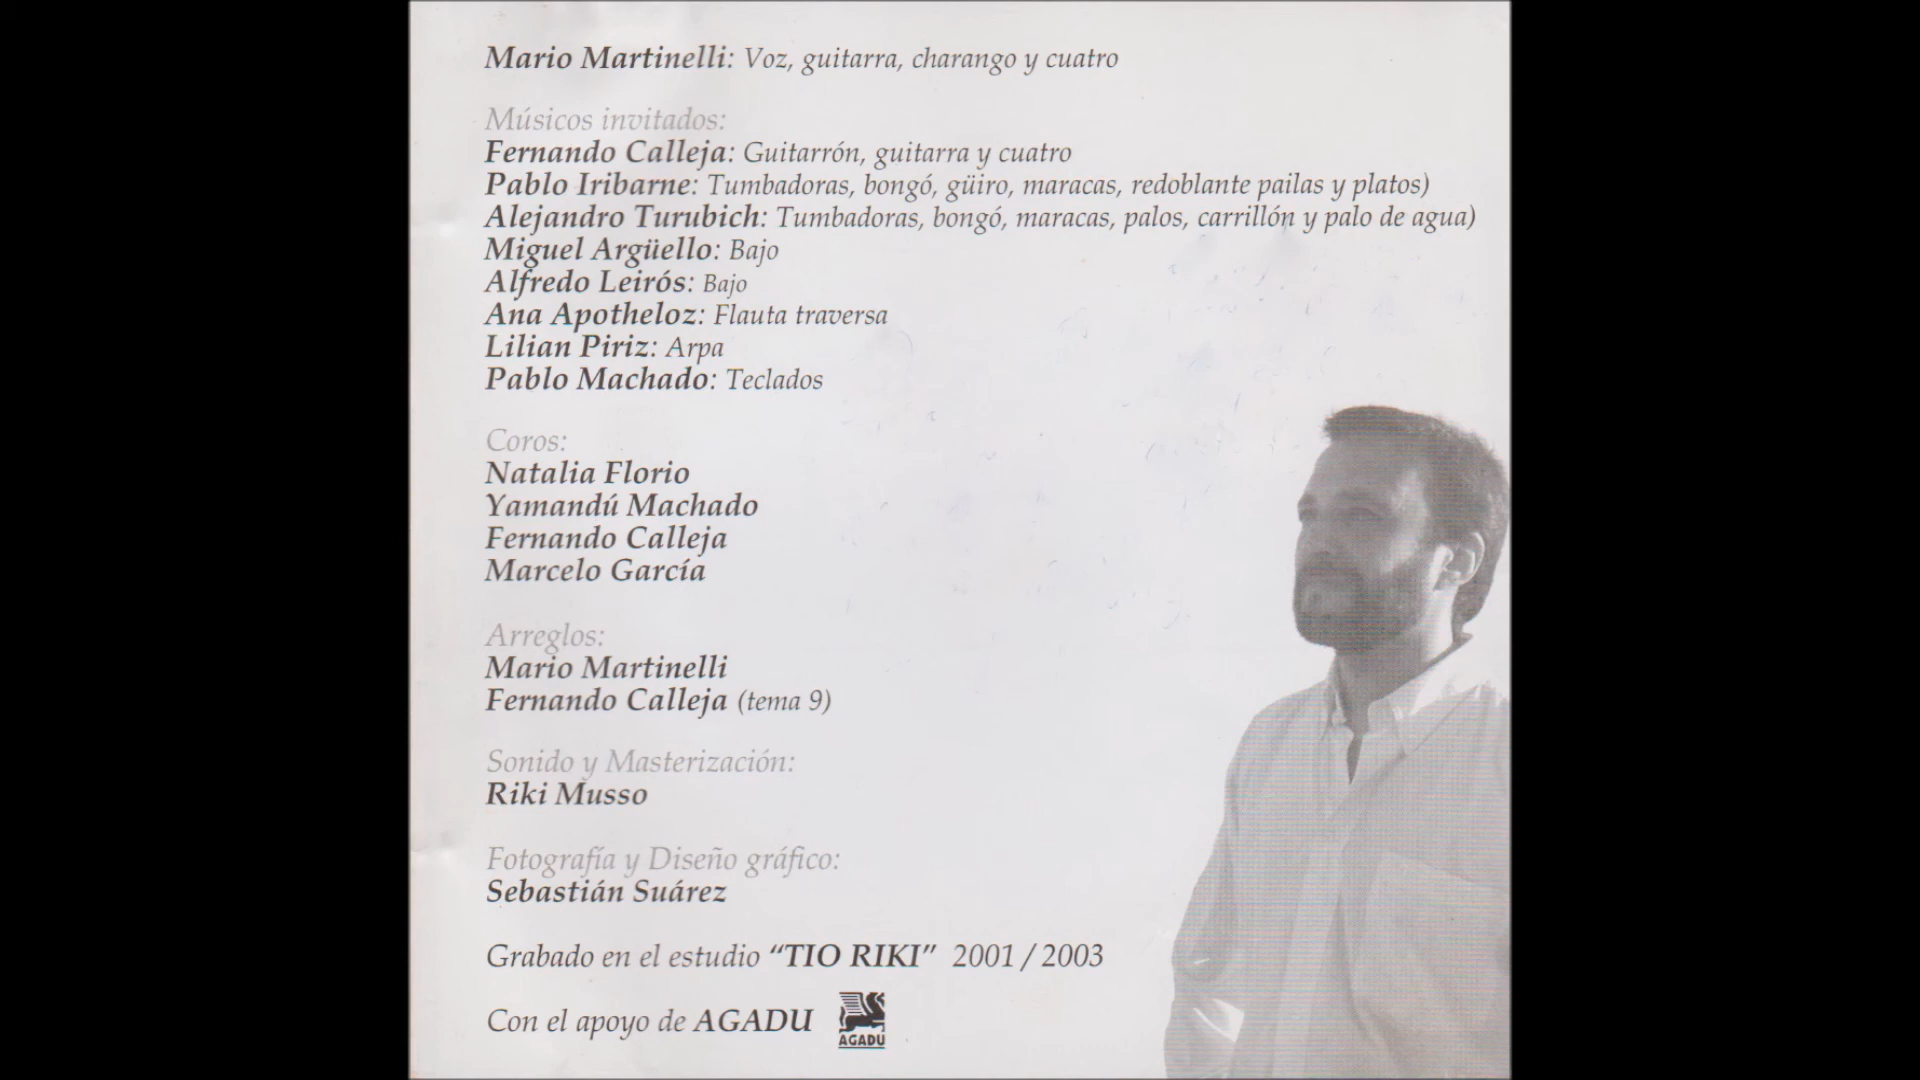 Mario Martinelli: Voz, guitarra, charango y cuatro
Músicos invitados:
Fernando Calleja: Guitarrón, guitarra y cuatro
Pablo Iribarne: Tumbadoras, bongó, güiro, maracas, redoblante pailas y platos)
Alejandro Turubich: Tumbadoras, bongó, maracas, palos, carrillón y palo de agua)
Miguel Argüello: Bajo
Alfredo Leirós: Bajo
Ana Apotheloz: Flauta traversa
Lilian Piriz: Arpa
Pablo Machado: Teclados
Coros:
Natalia Florio
Yamandú Machado
Fernando Calleja
Marcelo García
Arreglos:
Mario Martinelli
Fernando Calleja (tema 9)
Sonido y Masterización:
Riki Musso
Fotografía y Diseño gráfico:
Sebastián Suárez
Grabado en el estudio “TIO RIKI” 2001 / 2003
Con el apoyo de AGADU
AGADU